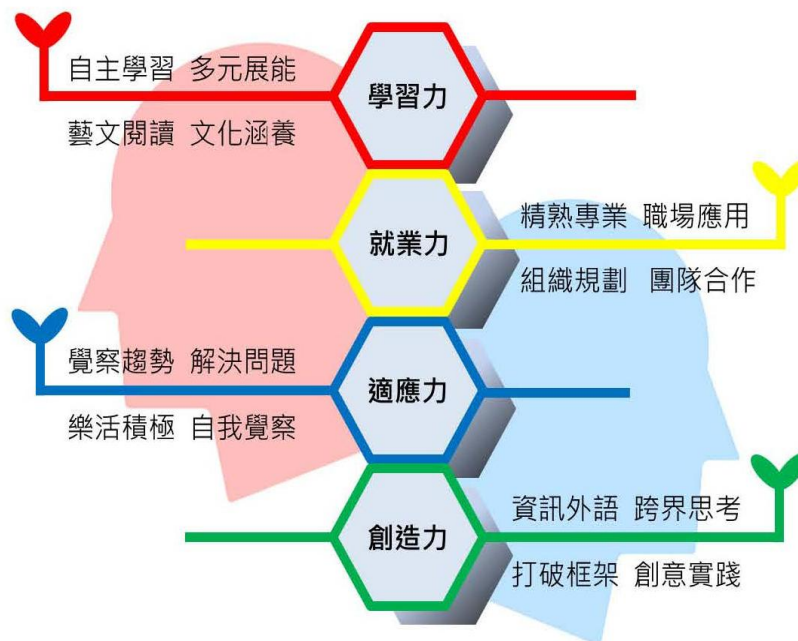 學習力
自主學習 多元展能
藝文閱讀 文化涵養
就業力
精熟專業 職場應用
組織規劃 團隊合作
適應力
覺察趨勢 解決問題
樂活積極 自我覺察
創造力
資訊外語 跨界思考
打破框架 創意實踐